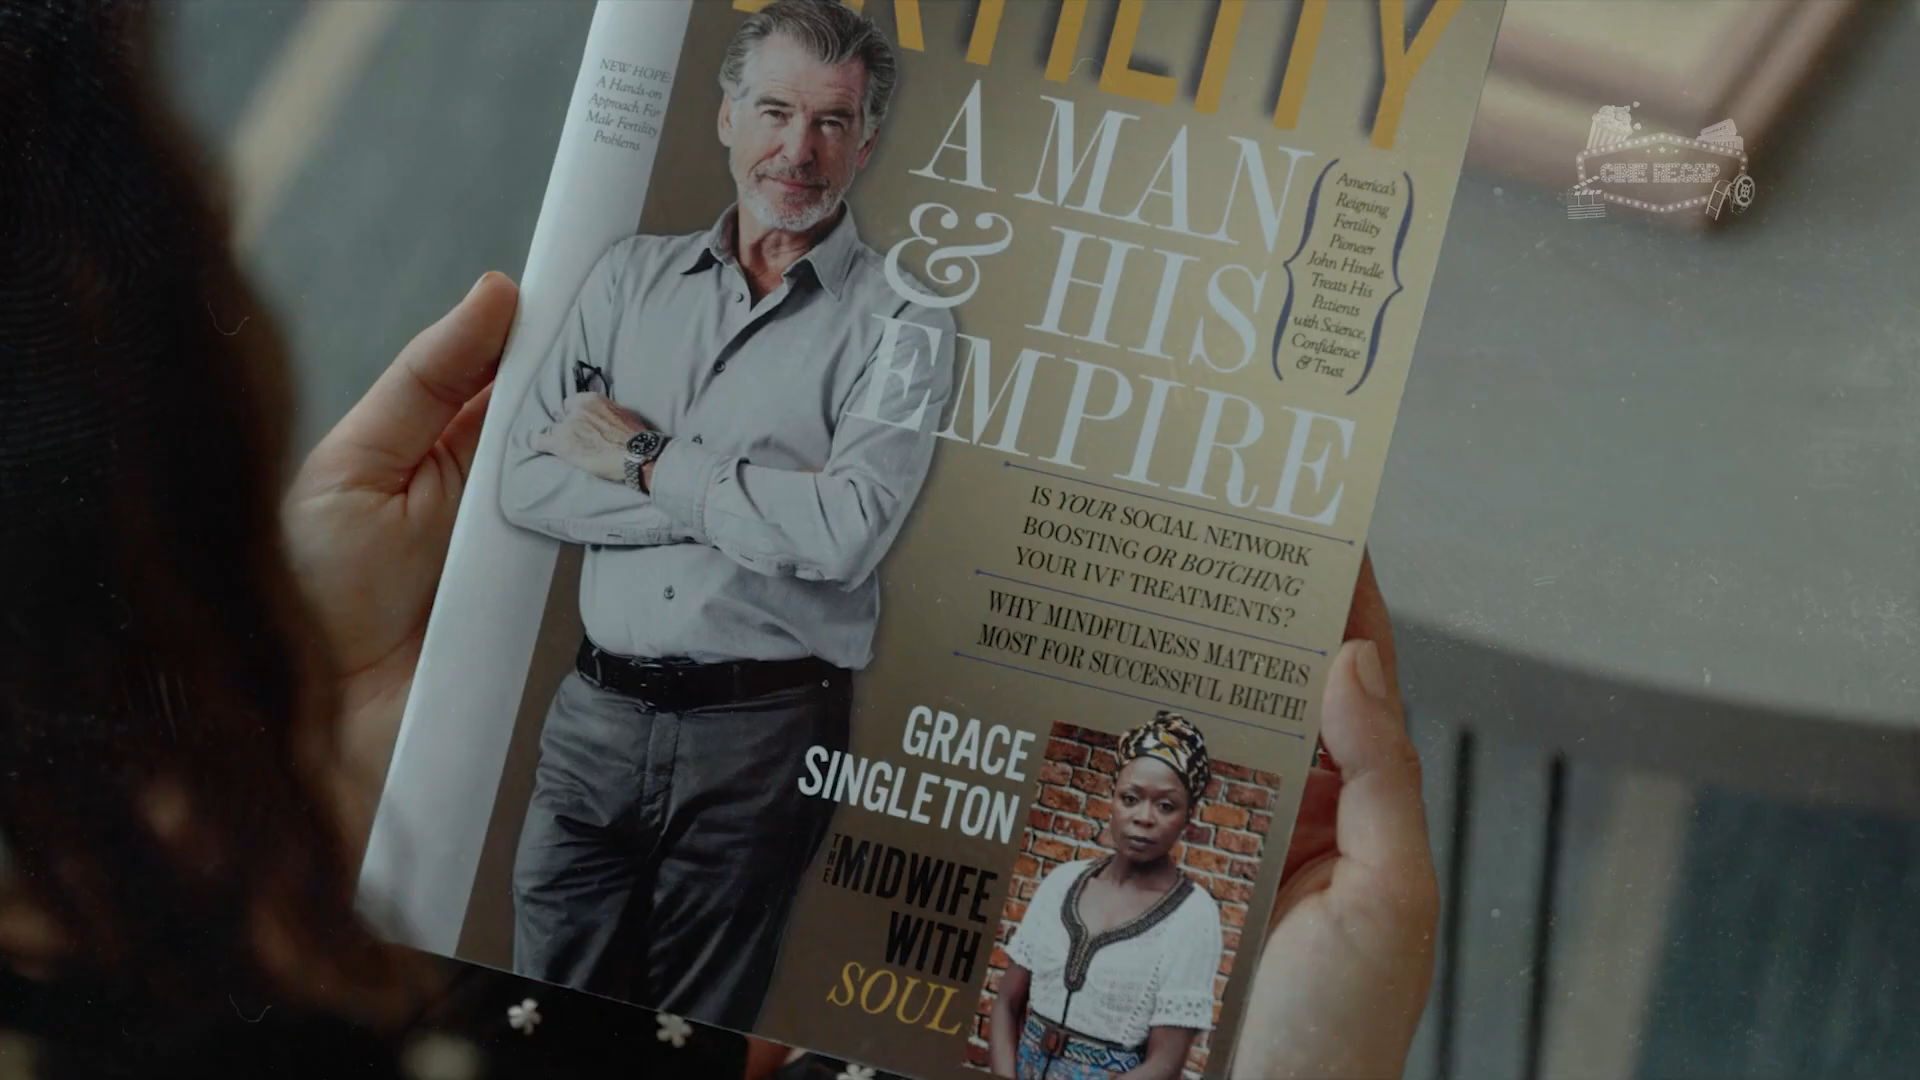 NEW HOPE:
A Hands-on
Approach For
Male Fertility
Problems
A MAN
& HIS
EMPIRE
America's
Reigning
Fertility
Pioneer
John Hindle
Treats His
Patients
with Science,
Confidence
& Trust
IS YOUR SOCIAL NETWORK
BOOSTING OR BOTCHING
YOUR IVF TREATMENTS?
WHY MINDFULNESS MATTERS
MOST FOR SUCCESSFUL BIRTH!
GRACE
SINGLETON
THE MIDWIFE
WITH
SOUL
CINE RECAP